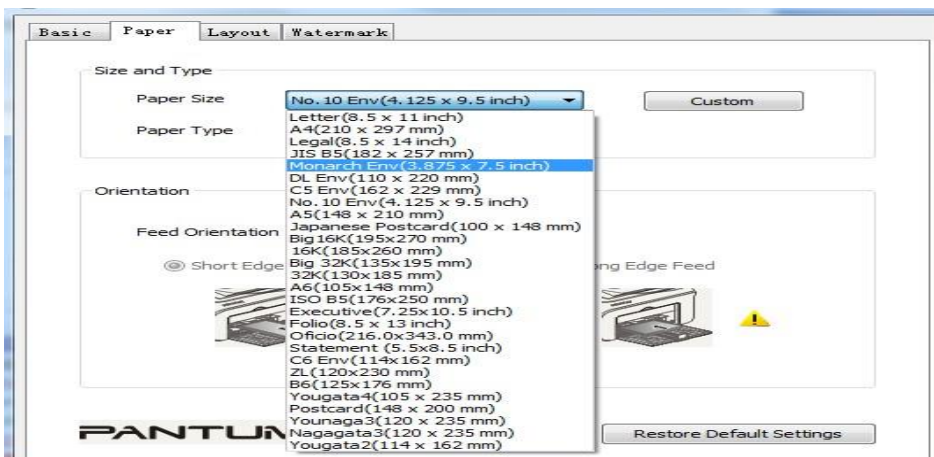 Basic Paper Layout Watermark
Size and Type
Paper Size No. 10 Env(4.125 x 9.5 inch) Custom
Paper Type
Letter(8.5 x 11 inch)
A4(210 x 297 mm)
Legal(8.5 x 14 inch)
JIS B5(182 x 257 mm)
Monarch Env(3.875 x 7.5 inch)
DL Env(110 x 220 mm)
C5 Env(162 x 229 mm)
No. 10 Env(4.125 x 9.5 inch)
A5(148 x 210 mm)
Japanese Postcard(100 x 148 mm)
Big16K(195x270 mm)
16K(185x260 mm)
Big 32K(135x195 mm)
32K(130x185 mm)
A6(105x148 mm)
ISO B5(176x250 mm)
Executive(7.25x10.5 inch)
Folio(8.5 x 13 inch)
Oficio(216.0x343.0 mm)
Statement (5.5x8.5 inch)
C6 Env(114x162 mm)
ZL(120x230 mm)
B6(125x176 mm)
Yougata4(105 x 235 mm)
Postcard(148 x 200 mm)
Younaga3(120 x 235 mm)
Nagagata3(120 x 235 mm)
Yougata2(114 x 162 mm)
Orientation
Feed Orientation
Short Edge Edge Feed
PANTUM Restore Default Settings